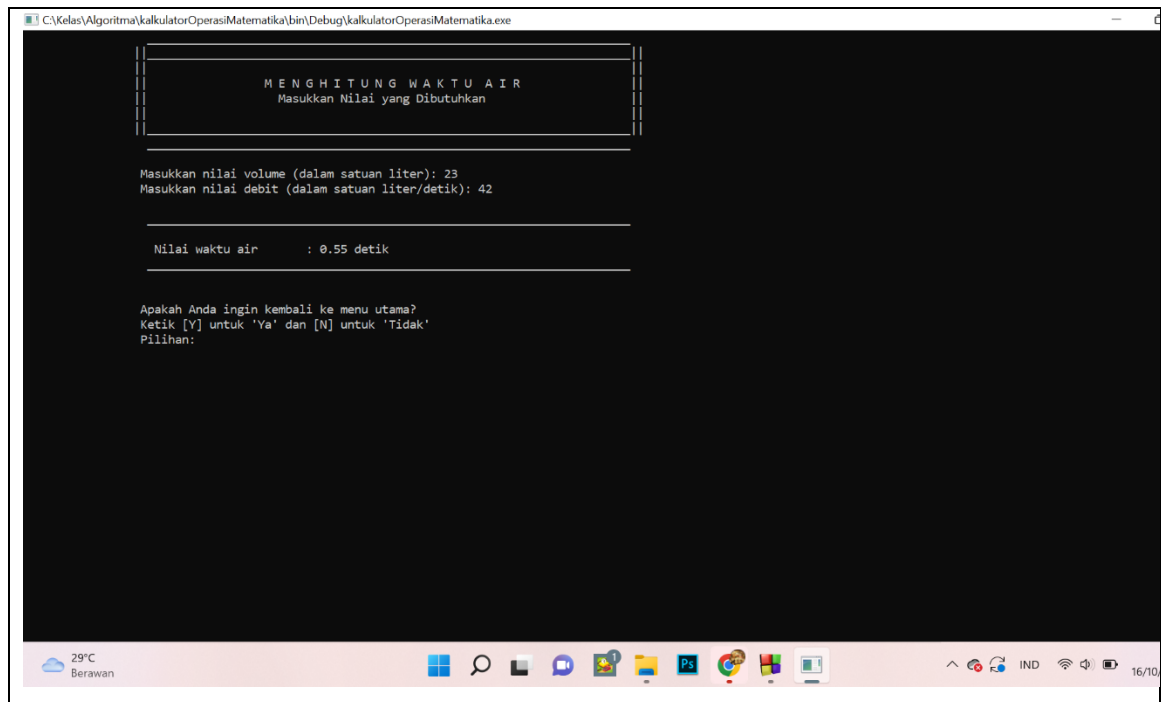 C:\Kelas\Algoritma\kalkulatorOperasiMatematika\bin\Debug\kalkulatorOperasiMatematika.exe
M E N G H I T U N G W A K T U A I R
Masukkan Nilai yang Dibutuhkan
Masukkan nilai volume (dalam satuan liter): 23
Masukkan nilai debit (dalam satuan liter/detik): 42
Nilai waktu air : 0.55 detik
Apakah Anda ingin kembali ke menu utama?
Ketik [Y] untuk 'Ya' dan [N] untuk 'Tidak'
Pilihan:
29°C
Berawan
1
Ps
IND
16/10/